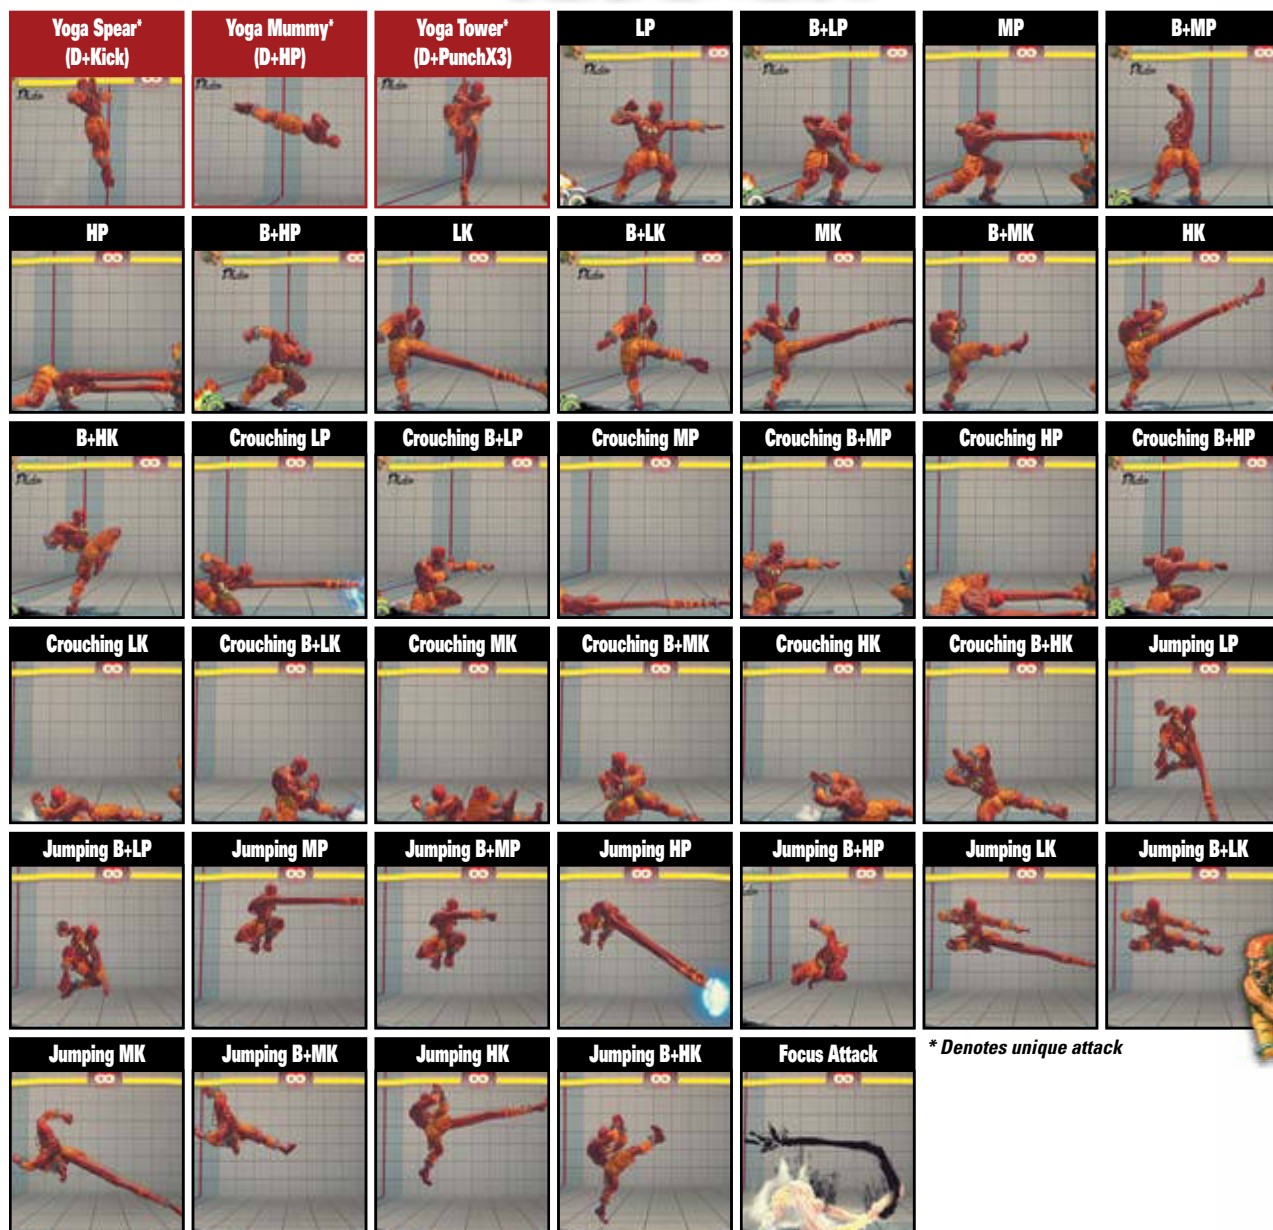 Yoga Spear*
(D+Kick)
Yoga Mummy*
(D+HP)
Yoga Tower*
(D+PunchX3)
LP
B+LP
MP
B+MP
HP
B+HP
LK
B+LK
MK
B+MK
HK
B+HK
Crouching LP
Crouching B+LP
Crouching MP
Crouching B+MP
Crouching HP
Crouching B+HP
Crouching LK
Crouching B+LK
Crouching MK
Crouching B+MK
Crouching HK
Crouching B+HK
Jumping LP
Jumping B+LP
Jumping MP
Jumping B+MP
Jumping HP
Jumping B+HP
Jumping LK
Jumping B+LK
Jumping MK
Jumping B+MK
Jumping HK
Jumping B+HK
Focus Attack
* Denotes unique attack